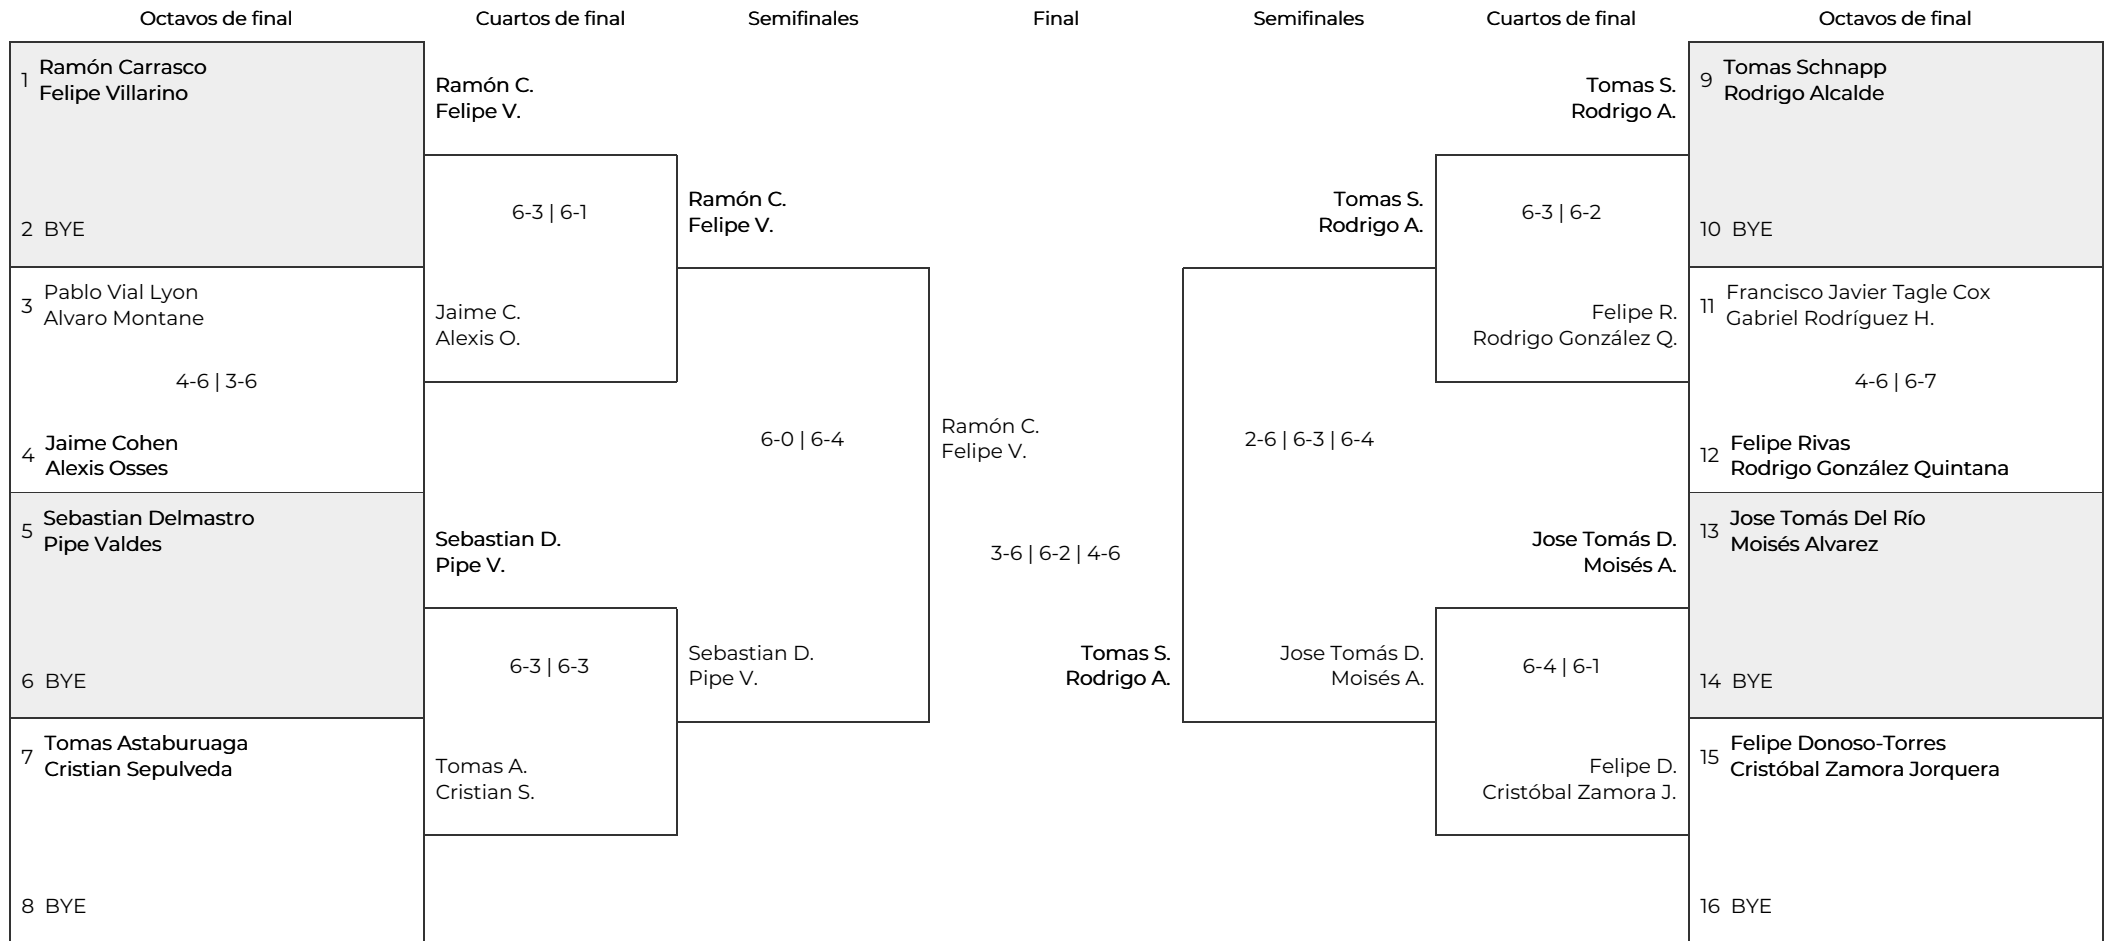 Octavos de final
Cuartos de final
Semifinales
Final
Semifinales
Cuartos de final
Octavos de final
1 Ramón Carrasco
Felipe Villarino
2 BYE
3 Pablo Vial Lyon
Alvaro Montane
4-6 | 3-6
4 Jaime Cohen
Alexis Osses
5 Sebastian Delmastro
Pipe Valdes
6 BYE
7 Tomas Astaburuaga
Cristian Sepulveda
8 BYE
Ramón C.
Felipe V.
6-3 | 6-1
Jaime C.
Alexis O.
Sebastian D.
Pipe V.
6-3 | 6-3
Tomas A.
Cristian S.
Ramón C.
Felipe V.
6-0 | 6-4
Sebastian D.
Pipe V.
Ramón C.
Felipe V.
3-6 | 6-2 | 4-6
Tomas S.
Rodrigo A.
Tomas S.
Rodrigo A.
2-6 | 6-3 | 6-4
Jose Tomás D.
Moisés A.
Tomas S.
Rodrigo A.
6-3 | 6-2
Felipe R.
Rodrigo González Q.
Jose Tomás D.
Moisés A.
6-4 | 6-1
Felipe D.
Cristóbal Zamora J.
9 Tomas Schnapp
Rodrigo Alcalde
10 BYE
11 Francisco Javier Tagle Cox
Gabriel Rodríguez H.
4-6 | 6-7
12 Felipe Rivas
Rodrigo González Quintana
13 Jose Tomás Del Río
Moisés Alvarez
14 BYE
15 Felipe Donoso-Torres
Cristóbal Zamora Jorquera
16 BYE